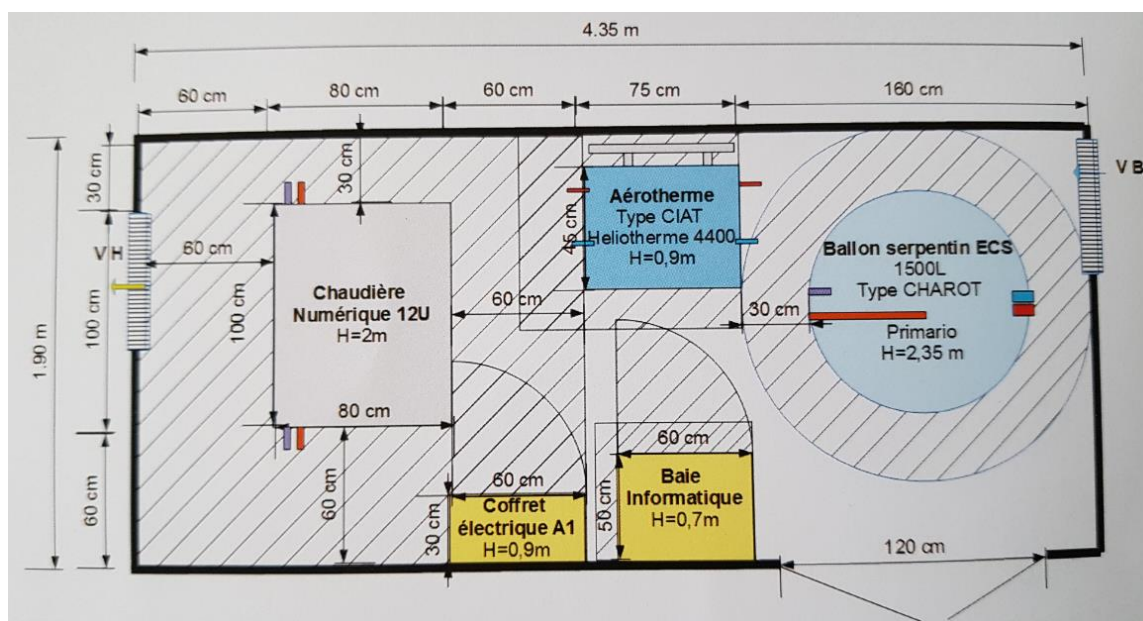 4.35 m
60 cm
80 cm
60 cm
75 cm
160 cm
30 cm
30 cm
V B
Aérotherme
Type CIAT
Heliotherme 4400
H=0,9m
45 cm
Ballon serpentin ECS
1500L
Type CHAROT
Primario
H=2,35 m
V H
60 cm
Chaudière
Numérique 12U
H=2m
60 cm
30 cm
1.90 m
100 cm
100 cm
80 cm
60 cm
60 cm
60 cm
30 cm
Coffret
électrique A1
H=0,9m
60 cm
50 cm
Baie
Informatique
H=0,7m
120 cm